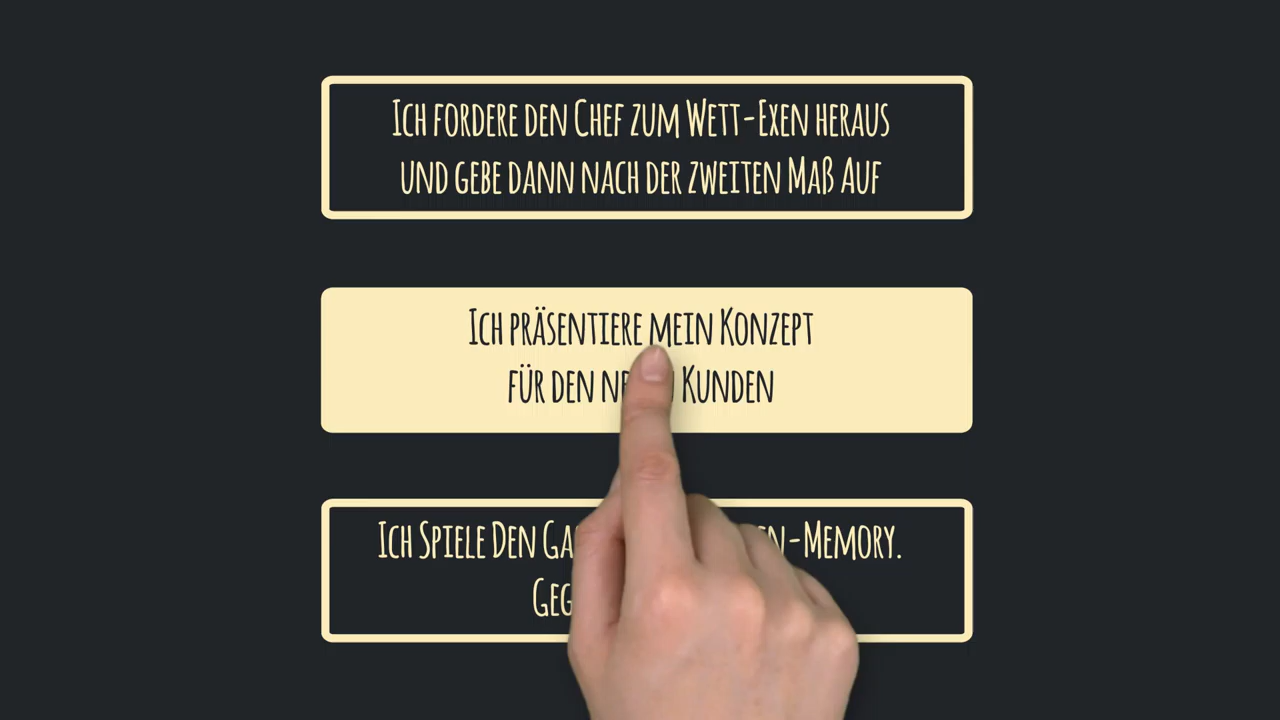 Ich fordere den Chef zum Wett-Exen heraus
und gebe dann nach der zweiten Maß Auf
Ich präsentiere mein Konzept
für den Kunden
Ich Spiele Den